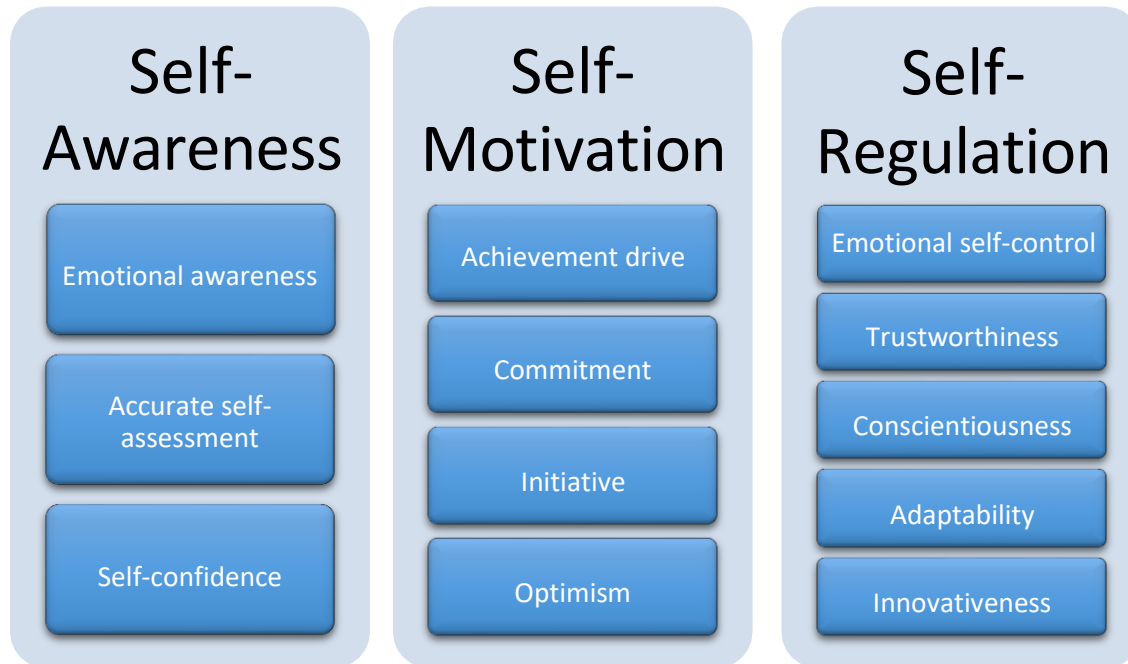 Self-
Awareness
Emotional awareness
Accurate self-
assessment
Self-confidence
Self-
Motivation
Achievement drive
Commitment
Initiative
Optimism
Self-
Regulation
Emotional self-control
Trustworthiness
Conscientiousness
Adaptability
Innovativeness